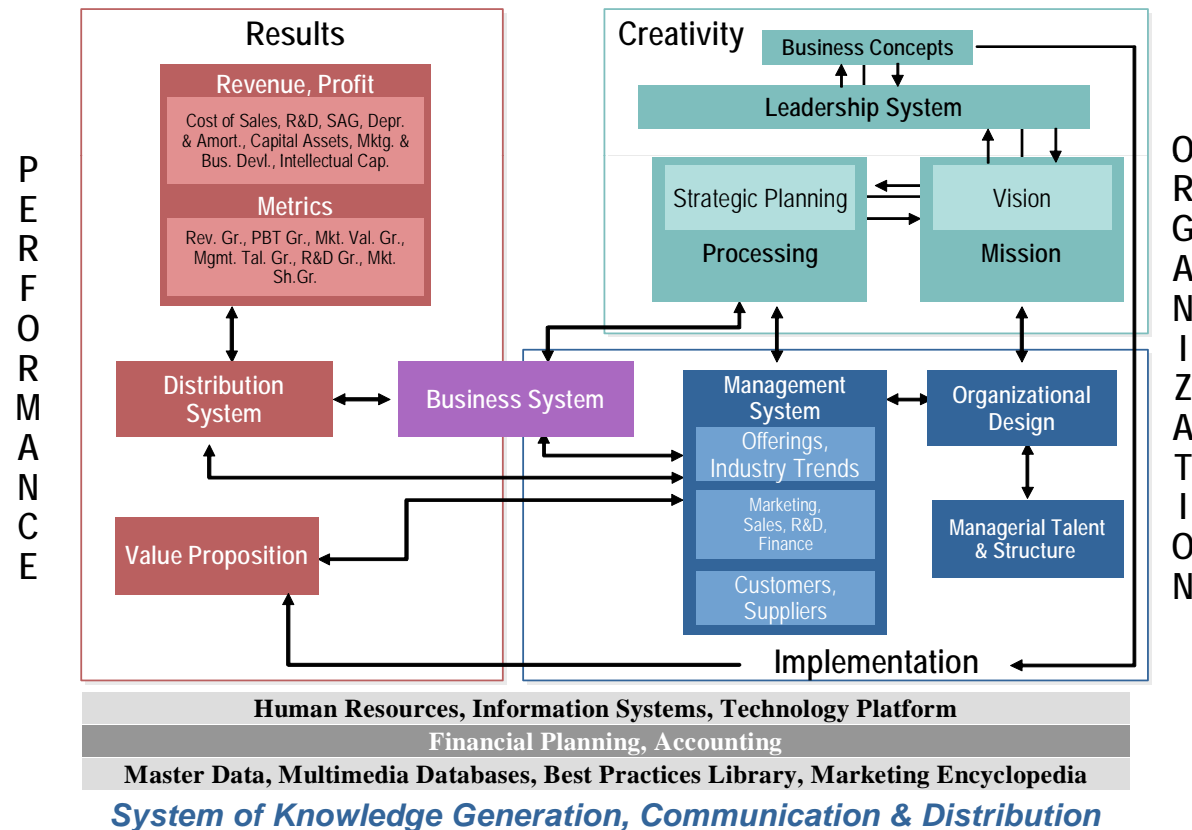 PERFORMANCE
Results
Revenue, Profit
Cost of Sales, R&D, SAG, Depr.
& Amort., Capital Assets, Mktg. &
Bus. Devl., Intellectual Cap.
Metrics
Rev. Gr., PBT Gr., Mkt. Val. Gr.,
Mgmt. Tal. Gr., R&D Gr., Mkt.
Sh.Gr.
Distribution
System
Value Proposition
Business System
Creativity
Business Concepts
Leadership System
Strategic Planning
Processing
Vision
Mission
Management
System
Offerings,
Industry Trends
Marketing,
Sales, R&D,
Finance
Customers,
Suppliers
Organizational
Design
Managerial Talent
& Structure
Implementation
ORGANIZATION
Human Resources, Information Systems, Technology Platform
Financial Planning, Accounting
Master Data, Multimedia Databases, Best Practices Library, Marketing Encyclopedia
System of Knowledge Generation, Communication & Distribution